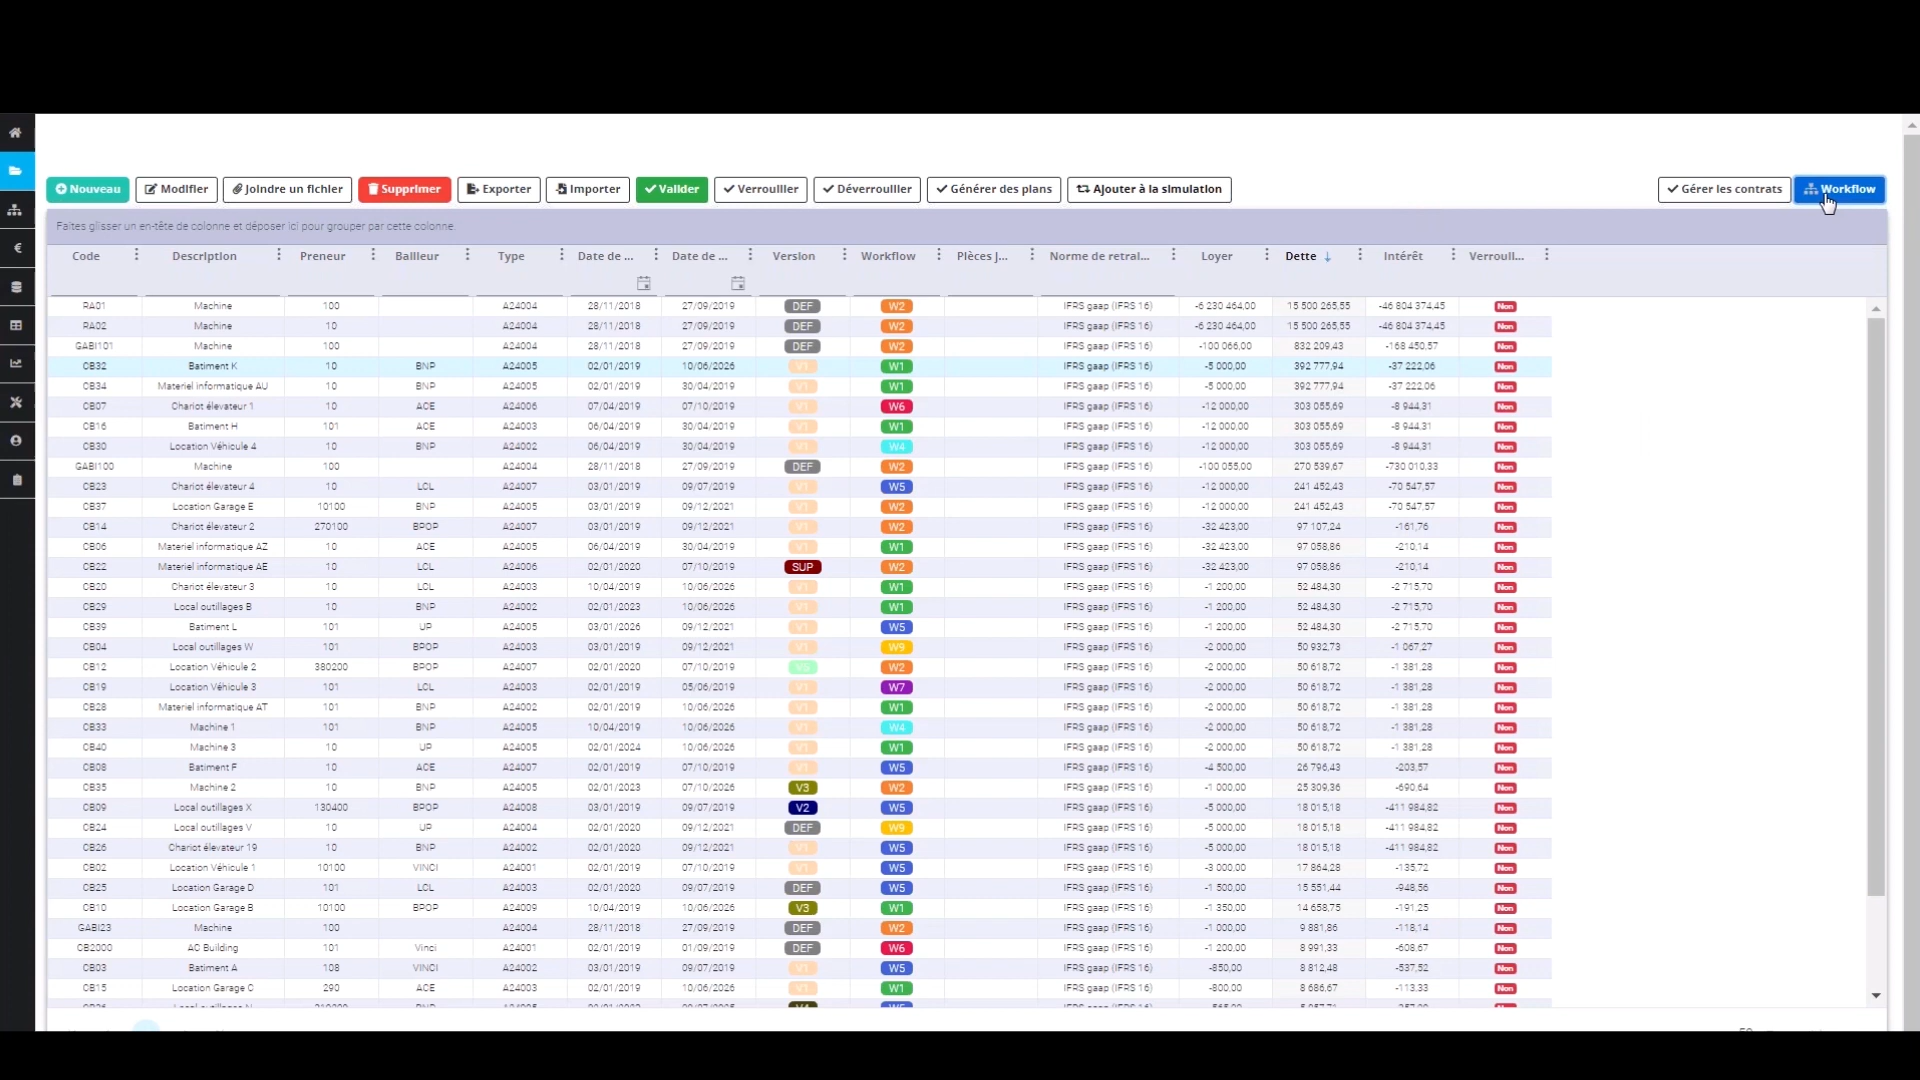 Nouveau Modifier Joindre un fichier Supprimer Exporter Importer Valider Verrouiller Déverrouiller Générer des plans Ajouter à la simulation Gérer les contrats Workflow
Faites glisser un en-tête de colonne et déposer ici pour grouper par cette colonne.
Code Description Preneur Bailleur Type Date de ... Date de ... Version Workflow Pièces j... Norme de retrai... Loyer Dette ↓ Intérêt Verrouil...
RA01 Machine 100 A24004 28/11/2018 27/09/2019 DEF W2 IFRS gaap (IFRS 16) -6 230 464,00 15 500 265,55 -46 804 374,45 Non
RA02 Machine 10 A24004 28/11/2018 27/09/2019 DEF W2 IFRS gaap (IFRS 16) -6 230 464,00 15 500 265,55 -46 804 374,45 Non
GABI101 Machine 100 A24004 28/11/2018 27/09/2019 DEF W2 IFRS gaap (IFRS 16) -100 066,00 832 209,43 -168 450,57 Non
CB32 Batiment K 10 BNP A24005 02/01/2019 10/06/2026 V1 W1 IFRS gaap (IFRS 16) -5 000,00 392 777,94 -37 222,06 Non
CB34 Materiel informatique AU 10 BNP A24005 02/01/2019 30/04/2019 V1 W1 IFRS gaap (IFRS 16) -5 000,00 392 777,94 -37 222,06 Non
CB07 Chariot élevateur 1 10 ACE A24006 07/04/2019 07/10/2019 V1 W6 IFRS gaap (IFRS 16) -12 000,00 303 055,69 -8 944,31 Non
CB16 Batiment H 101 ACE A24003 06/04/2019 30/04/2019 V1 W1 IFRS gaap (IFRS 16) -12 000,00 303 055,69 -8 944,31 Non
CB30 Location Véhicule 4 10 BNP A24002 06/04/2019 30/04/2019 V1 W4 IFRS gaap (IFRS 16) -12 000,00 303 055,69 -8 944,31 Non
GABI100 Machine 100 A24004 28/11/2018 27/09/2019 DEF W2 IFRS gaap (IFRS 16) -100 055,00 270 539,67 -730 010,33 Non
CB23 Chariot élevateur 4 10 LCL A24007 03/01/2019 09/07/2019 V1 W5 IFRS gaap (IFRS 16) -12 000,00 241 452,43 -70 547,57 Non
CB37 Location Garage E 10100 BNP A24005 03/01/2019 09/12/2021 V1 W2 IFRS gaap (IFRS 16) -12 000,00 241 452,43 -70 547,57 Non
CB14 Chariot élevateur 2 270100 BPOP A24007 03/01/2019 09/12/2021 V1 W2 IFRS gaap (IFRS 16) -32 423,00 97 107,24 -161,76 Non
CB06 Materiel informatique AZ 10 ACE A24005 06/04/2019 30/04/2019 V1 W1 IFRS gaap (IFRS 16) -32 423,00 97 058,86 -210,14 Non
CB22 Materiel informatique AE 10 LCL A24006 02/01/2020 07/10/2019 SUP W2 IFRS gaap (IFRS 16) -32 423,00 97 058,86 -210,14 Non
CB20 Chariot élevateur 3 10 LCL A24003 10/04/2019 10/06/2026 V1 W1 IFRS gaap (IFRS 16) -1 200,00 52 484,30 -2 715,70 Non
CB29 Local outillages B 10 BNP A24002 02/01/2023 10/06/2026 V1 W1 IFRS gaap (IFRS 16) -1 200,00 52 484,30 -2 715,70 Non
CB39 Batiment L 101 UP A24005 03/01/2026 09/12/2021 V1 W5 IFRS gaap (IFRS 16) -1 200,00 52 484,30 -2 715,70 Non
CB04 Local outillages W 101 BPOP A24003 03/01/2019 09/12/2021 V1 W9 IFRS gaap (IFRS 16) -2 000,00 50 932,73 -1 067,27 Non
CB12 Location Véhicule 2 380200 BPOP A24007 02/01/2020 07/10/2019 W2 IFRS gaap (IFRS 16) -2 000,00 50 618,72 -1 381,28 Non
CB19 Location Véhicule 3 101 LCL A24003 02/01/2019 05/06/2019 V1 W7 IFRS gaap (IFRS 16) -2 000,00 50 618,72 -1 381,28 Non
CB28 Materiel informatique AT 101 BNP A24002 02/01/2019 10/06/2026 V1 W1 IFRS gaap (IFRS 16) -2 000,00 50 618,72 -1 381,28 Non
CB33 Machine 1 101 BNP A24005 10/04/2019 10/06/2026 V1 W4 IFRS gaap (IFRS 16) -2 000,00 50 618,72 -1 381,28 Non
CB40 Machine 3 10 UP A24005 02/01/2024 10/06/2026 V1 W1 IFRS gaap (IFRS 16) -2 000,00 50 618,72 -1 381,28 Non
CB08 Batiment F 10 ACE A24007 02/01/2019 07/10/2019 V1 W5 IFRS gaap (IFRS 16) -4 500,00 26 796,43 -203,57 Non
CB35 Machine 2 10 BNP A24005 02/01/2023 07/10/2026 V3 W2 IFRS gaap (IFRS 16) -1 000,00 25 309,36 -690,64 Non
CB09 Local outillages X 130400 BPOP A24008 03/01/2019 09/07/2019 V2 W5 IFRS gaap (IFRS 16) -5 000,00 18 015,18 -411 984,82 Non
CB24 Local outillages V 10 UP A24004 02/01/2020 09/12/2021 DEF W9 IFRS gaap (IFRS 16) -5 000,00 18 015,18 -411 984,82 Non
CB26 Chariot élevateur 19 10 BNP A24002 02/01/2020 09/12/2021 V1 W5 IFRS gaap (IFRS 16) -5 000,00 18 015,18 -411 984,82 Non
CB02 Location Véhicule 1 10100 VINCI A24001 02/01/2019 07/10/2019 V1 W5 IFRS gaap (IFRS 16) -3 000,00 17 864,28 -135,72 Non
CB25 Location Garage D 101 LCL A24003 02/01/2020 09/07/2019 DEF W5 IFRS gaap (IFRS 16) -1 500,00 15 551,44 -948,56 Non
CB10 Location Garage B 10100 BPOP A24009 10/04/2019 10/06/2026 V3 W1 IFRS gaap (IFRS 16) -1 350,00 14 658,75 -191,25 Non
GABI23 Machine 100 A24004 28/11/2018 27/09/2019 DEF W2 IFRS gaap (IFRS 16) -1 000,00 9 881,86 -118,14 Non
CB2000 AC Building 101 Vinci A24001 02/01/2019 01/09/2019 DEF W6 IFRS gaap (IFRS 16) -1 200,00 8 991,33 -608,67 Non
CB03 Batiment A 108 VINCI A24002 03/01/2019 09/07/2019 V1 W5 IFRS gaap (IFRS 16) -850,00 8 812,48 -537,52 Non
CB15 Location Garage C 290 ACE A24003 02/01/2019 10/06/2026 V1 W1 IFRS gaap (IFRS 16) -800,00 8 686,67 -113,33 Non